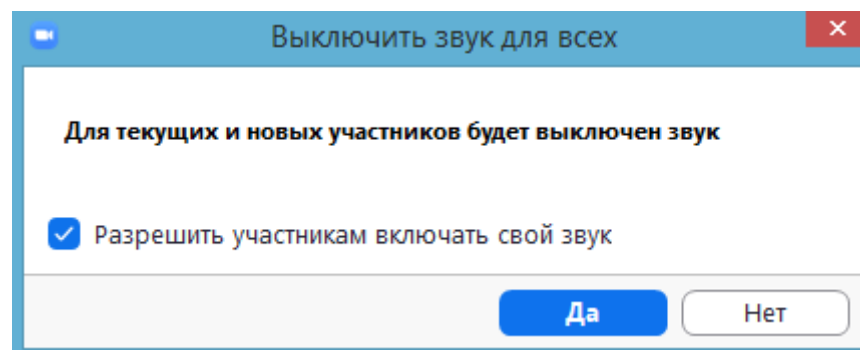 Выключить звук для всех
Для текущих и новых участников будет выключен звук
Разрешить участникам включать свой звук
Да
Нет